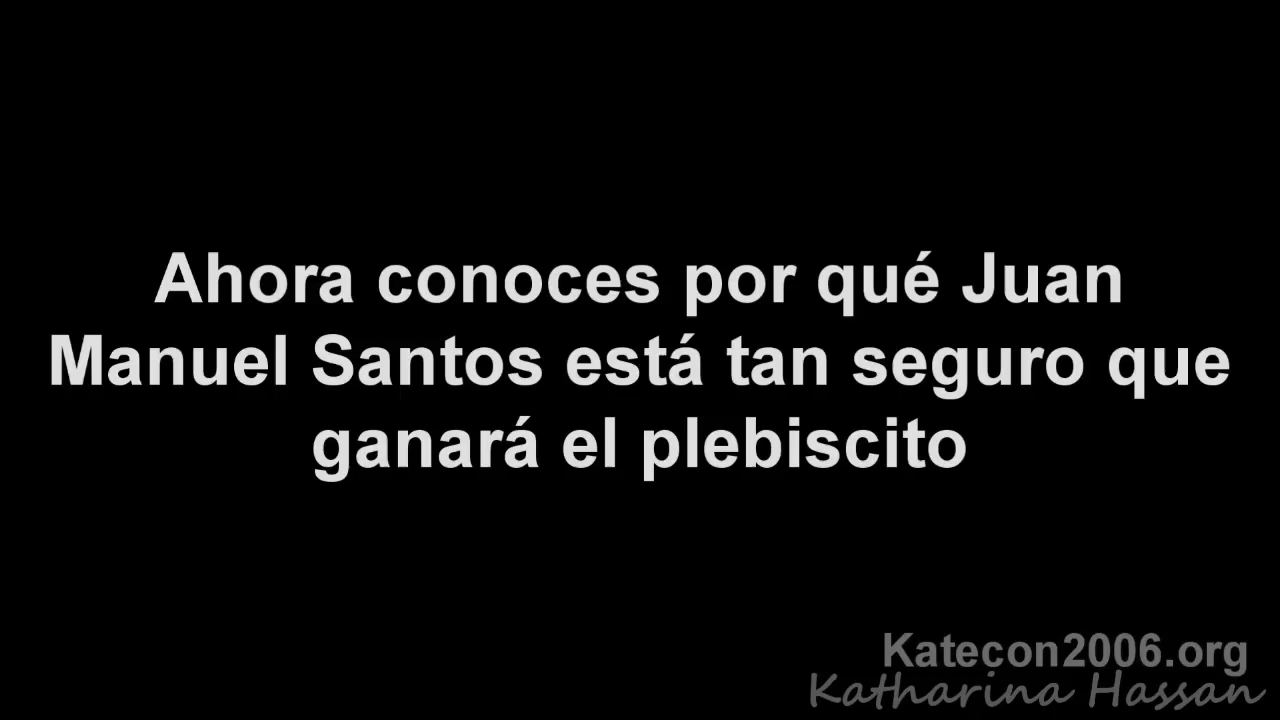 Ahora conoces por qué Juan
Manuel Santos está tan seguro que
ganará el plebiscito
Katecon2006.org
Katharina Hassan